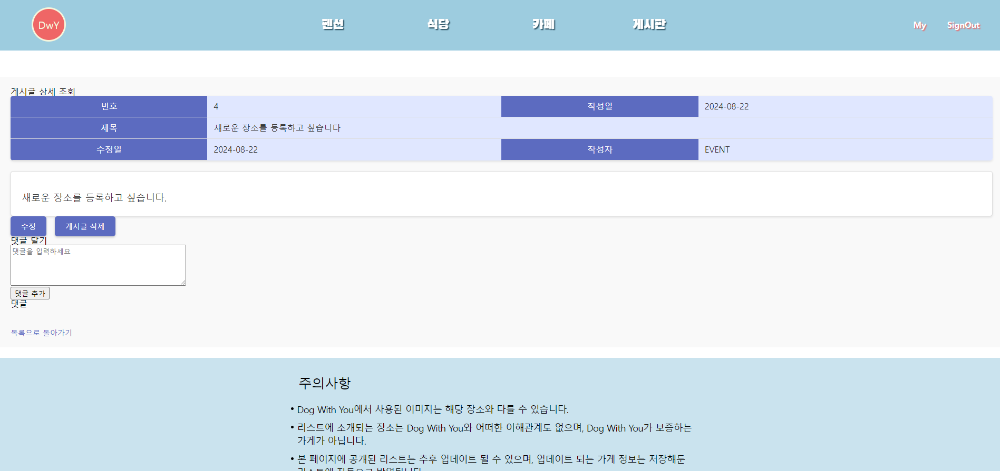 DwY
펜션 식당 카페 게시판
My SignOut
게시글 상세 조회
번호 4 작성일 2024-08-22
제목 새로운 장소를 등록하고 싶습니다
수정일 2024-08-22 작성자 EVENT
새로운 장소를 등록하고 싶습니다.
수정 게시글 삭제
댓글 달기
댓글을 입력하세요
댓글 추가
댓글
목록으로 돌아가기
주의사항
• Dog With You에서 사용된 이미지는 해당 장소와 다를 수 있습니다.
• 리스트에 소개되는 장소는 Dog With You와 어떠한 이해관계도 없으며, Dog With You가 보증하는
가게가 아닙니다.
• 본 페이지에 공개된 리스트는 추후 업데이트 될 수 있으며, 업데이트 되는 가게 정보는 저장해둔